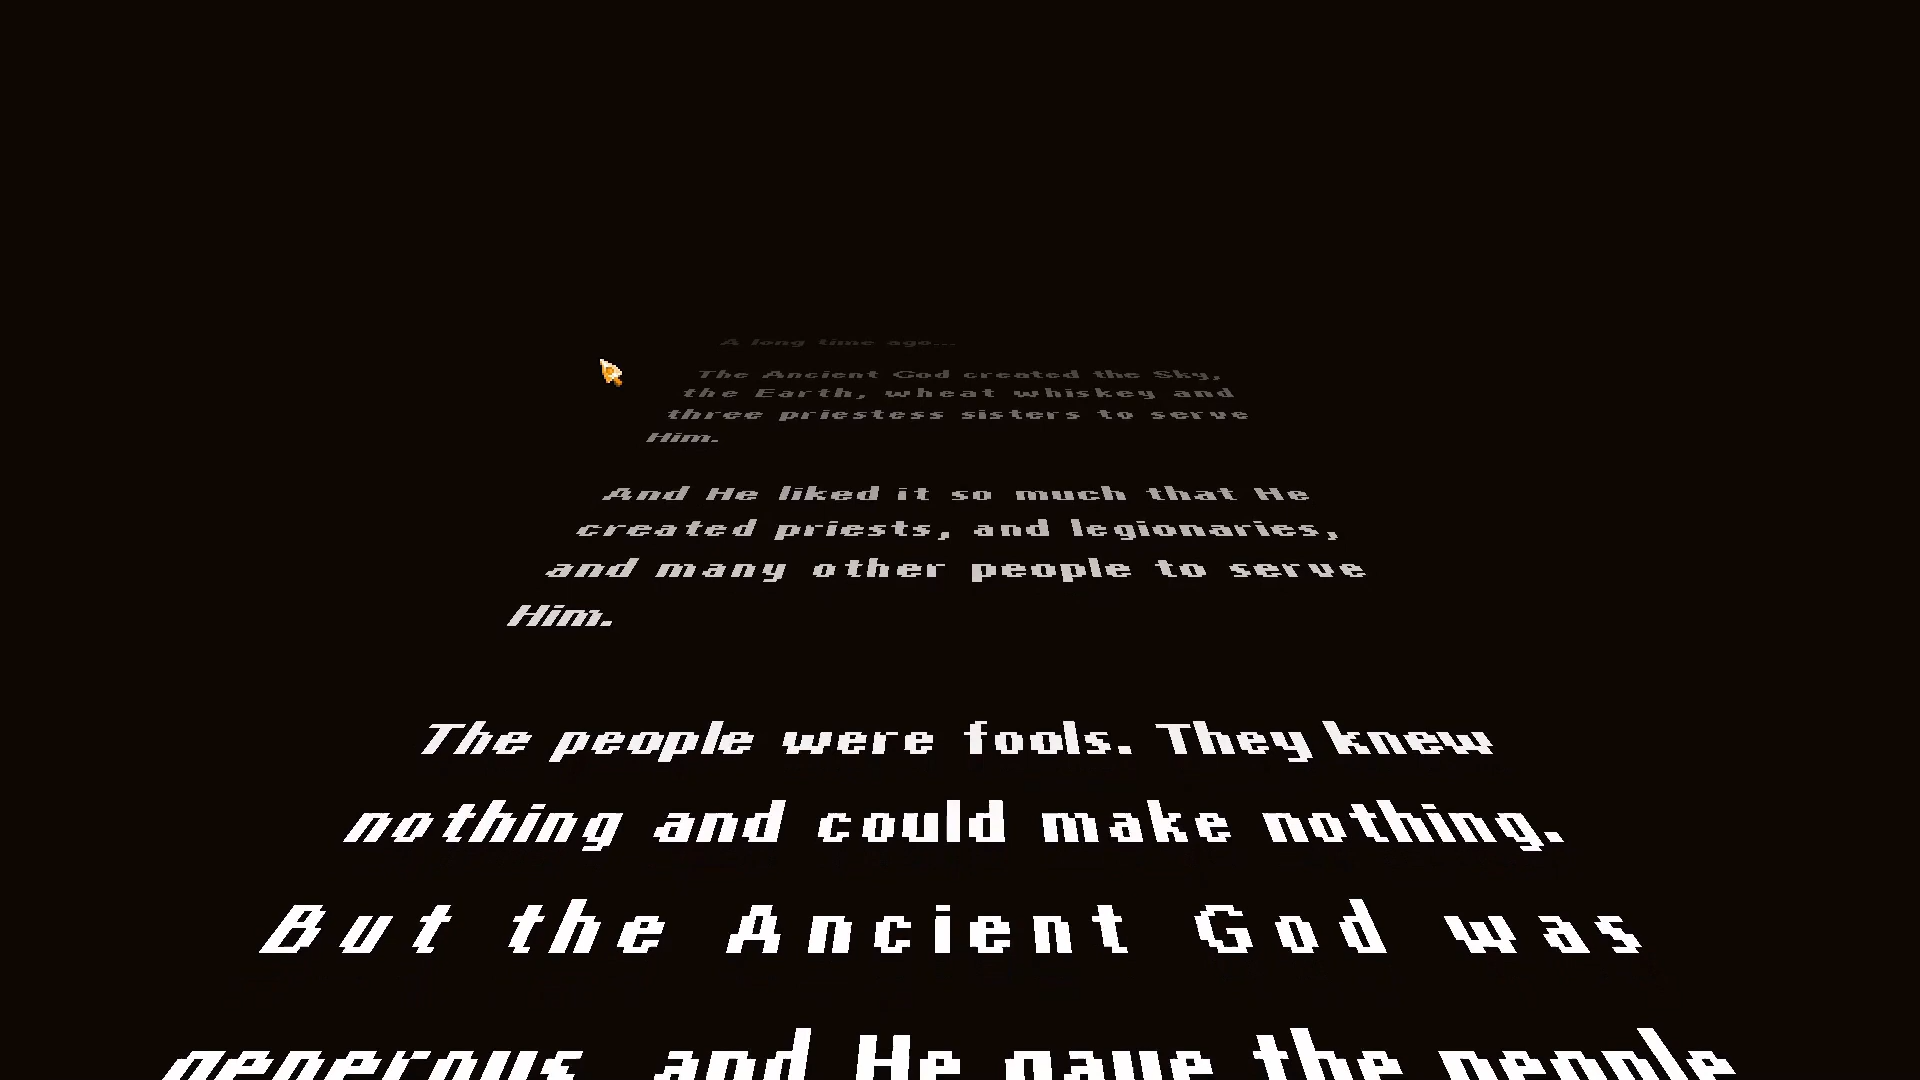 A long time ago...
The Ancient God created the Sky,
the Earth, wheat whiskey and
three priestess sisters to serve
Him.
And He liked it so much that He
created priests, and legionaries,
and many other people to serve
Him.
The people were fools. They knew
nothing and could make nothing.
But the Ancient God was
generous and He gave the people